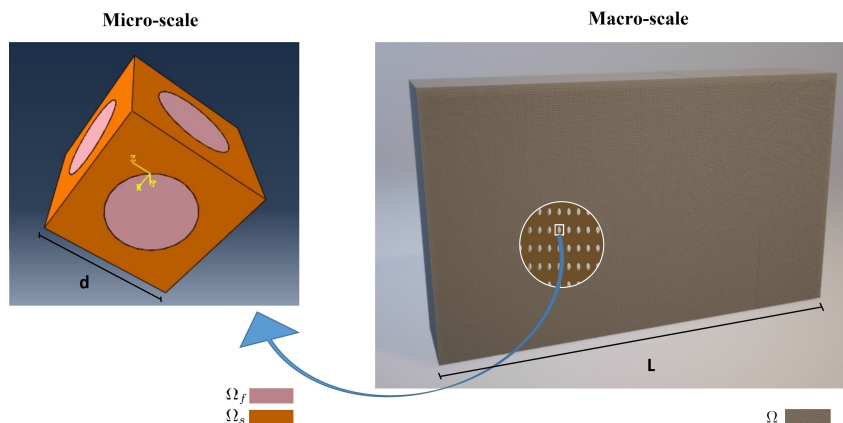 Micro-scale
Macro-scale
z
x Y
d
L
Ω_f
Ω_s
Ω